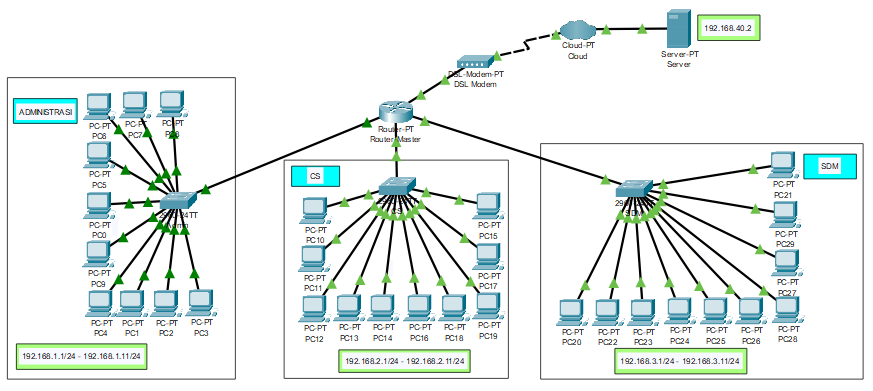 192.168.40.2
Cloud-PT
Cloud
Server-PT
Server
DSL-Modem-PT
DSL Modem
Router-PT
Router Master
ADMINISTRASI
PC-PT
PC6
PC-PT
PC7
PC-PT
PC8
PC-PT
PC5
PC-PT
PC0
PC-PT
PC9
PC-PT
PC4
PC-PT
PC1
PC-PT
PC2
PC-PT
PC3
192.168.1.1/24 - 192.168.1.11/24
CS
CS
PC-PT
PC10
PC-PT
PC15
PC-PT
PC11
PC-PT
PC17
PC-PT
PC12
PC-PT
PC13
PC-PT
PC14
PC-PT
PC16
PC-PT
PC18
PC-PT
PC19
192.168.2.1/24 - 192.168.2.11/24
SDM
SDM
PC-PT
PC21
PC-PT
PC29
PC-PT
PC27
PC-PT
PC20
PC-PT
PC22
PC-PT
PC23
PC-PT
PC24
PC-PT
PC25
PC-PT
PC26
PC-PT
PC28
192.168.3.1/24 - 192.168.3.11/24